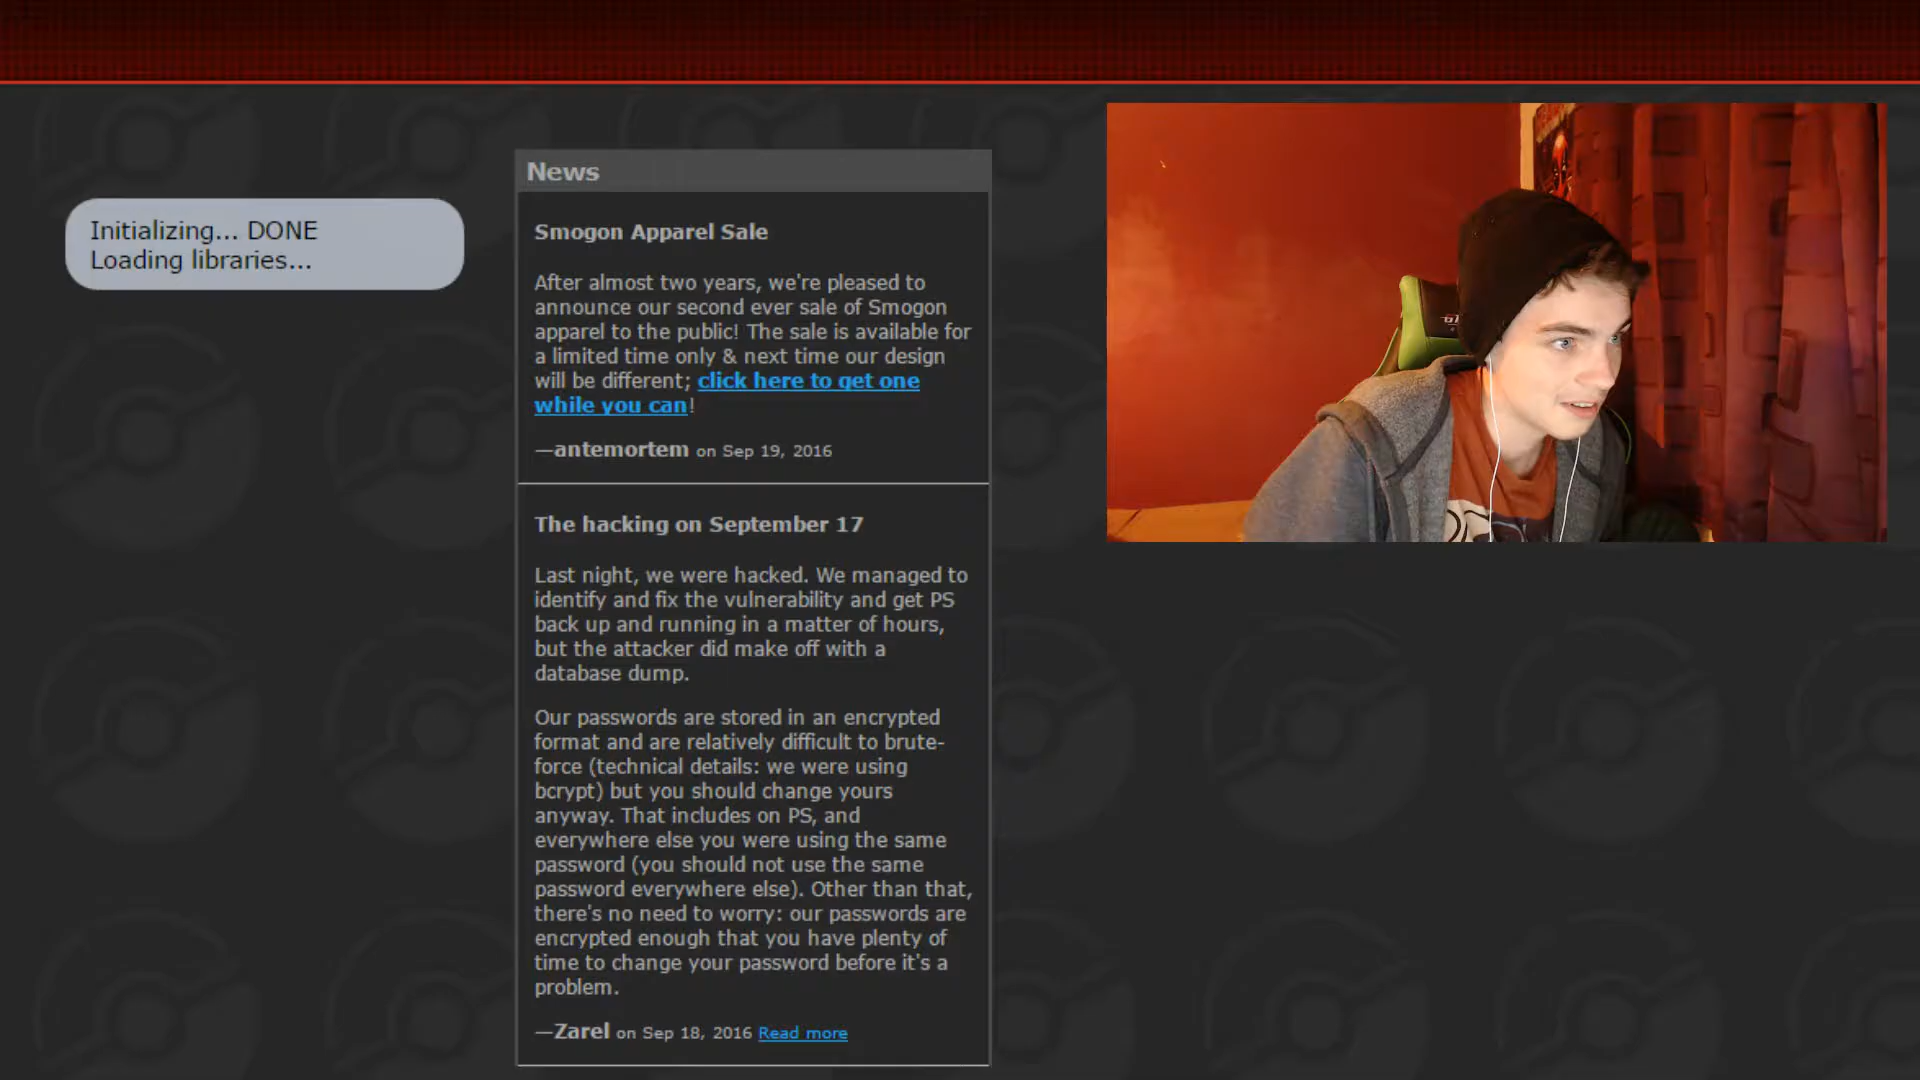 Initializing... DONE
Loading libraries...
News
Smogon Apparel Sale
After almost two years, we're pleased to
announce our second ever sale of Smogon
apparel to the public! The sale is available for
a limited time only & next time our design
will be different; click here to get one
while you can!
—antemortem on Sep 19, 2016
The hacking on September 17
Last night, we were hacked. We managed to
identify and fix the vulnerability and get PS
back up and running in a matter of hours,
but the attacker did make off with a
database dump.
Our passwords are stored in an encrypted
format and are relatively difficult to brute-
force (technical details: we were using
bcrypt) but you should change yours
anyway. That includes on PS, and
everywhere else you were using the same
password (you should not use the same
password everywhere else). Other than that,
there's no need to worry: our passwords are
encrypted enough that you have plenty of
time to change your password before it's a
problem.
—Zarel on Sep 18, 2016 Read more